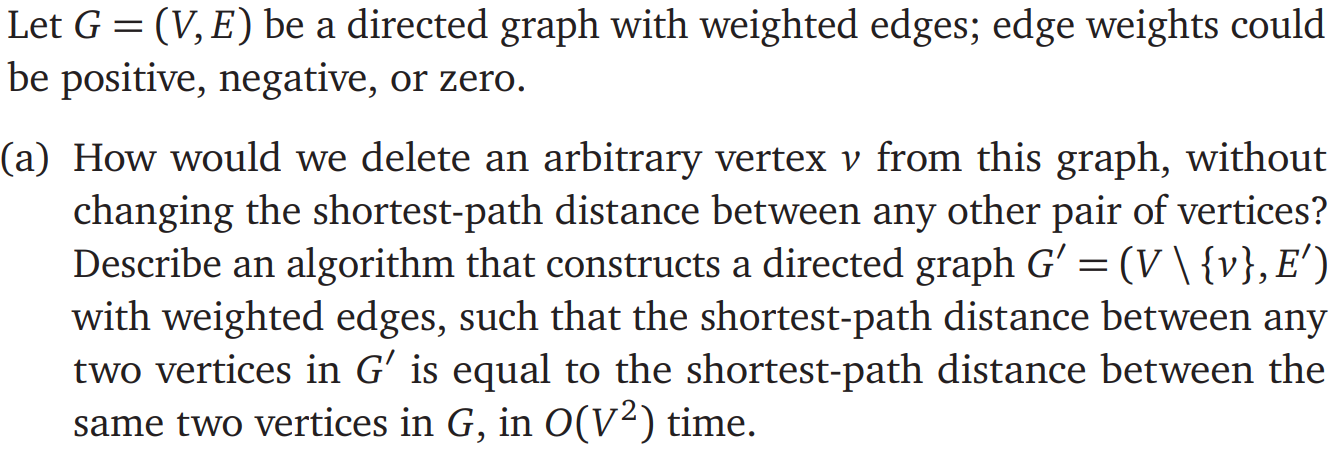 Let G = (V, E) be a directed graph with weighted edges; edge weights could
be positive, negative, or zero.
(a) How would we delete an arbitrary vertex v from this graph, without
changing the shortest-path distance between any other pair of vertices?
Describe an algorithm that constructs a directed graph G′ = (V \ {v}, E′)
with weighted edges, such that the shortest-path distance between any
two vertices in G′ is equal to the shortest-path distance between the
same two vertices in G, in O(V²) time.